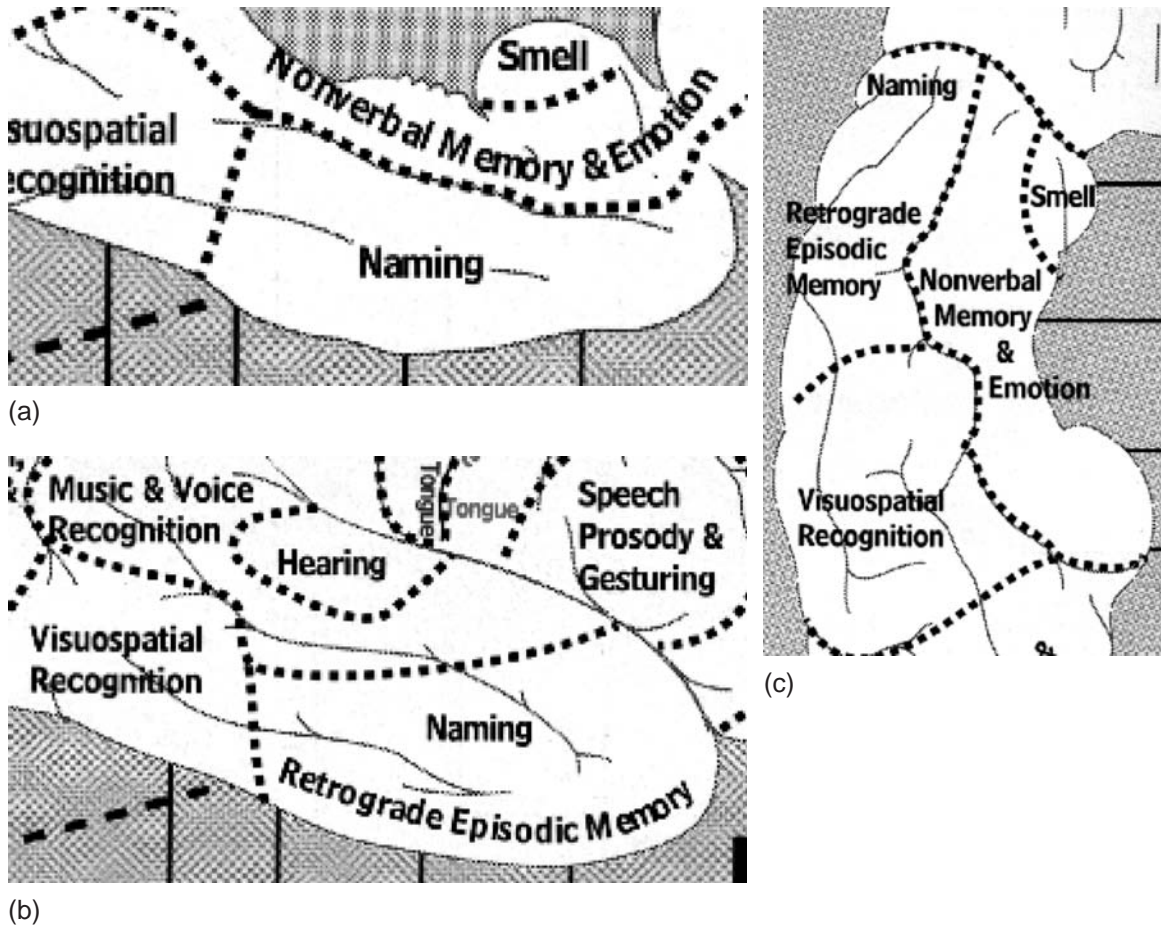 Smell
Nonverbal Memory & Emotion
suospatial
ecognition
Naming
(a)
Music & Voice
Recognition
Hearing
Tongue
Tongue
Speech
Prosody &
Gesturing
Visuospatial
Recognition
Naming
Retrograde Episodic Memory
(b)
Naming
Smell
Retrograde
Episodic
Memory
Nonverbal
Memory
&
Emotion
Visuospatial
Recognition
&
(c)